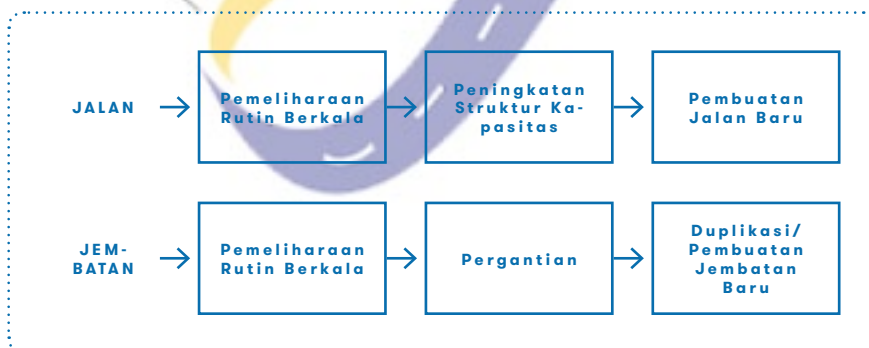 JALAN
Pemeliharaan
Rutin Berkala
Peningkatan
Struktur Ka-
pasitas
Pembuatan
Jalan Baru
JEM-
BATAN
Pemeliharaan
Rutin Berkala
Pergantian
Duplikasi/
Pembuatan
Jembatan
Baru